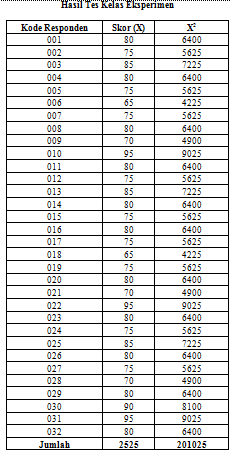 Hasil Tes Kelas Eksperimen
Kode Responden Skor (X) X²
001 80 6400
002 75 5625
003 85 7225
004 80 6400
005 75 5625
006 65 4225
007 75 5625
008 80 6400
009 70 4900
010 95 9025
011 80 6400
012 75 5625
013 85 7225
014 80 6400
015 75 5625
016 80 6400
017 75 5625
018 65 4225
019 75 5625
020 80 6400
021 70 4900
022 95 9025
023 80 6400
024 75 5625
025 85 7225
026 80 6400
027 75 5625
028 70 4900
029 80 6400
030 90 8100
031 95 9025
032 80 6400
Jumlah 2525 201025